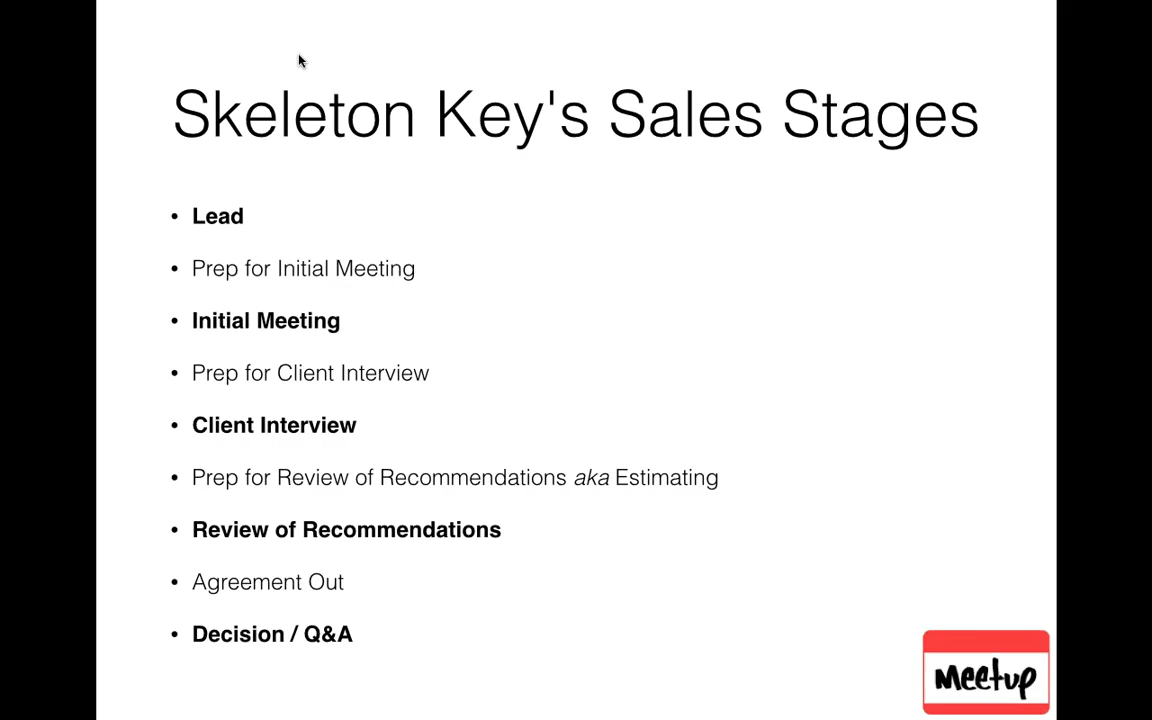 Skeleton Key's Sales Stages
• Lead
• Prep for Initial Meeting
• Initial Meeting
• Prep for Client Interview
• Client Interview
• Prep for Review of Recommendations aka Estimating
• Review of Recommendations
• Agreement Out
• Decision / Q&A
Meetup